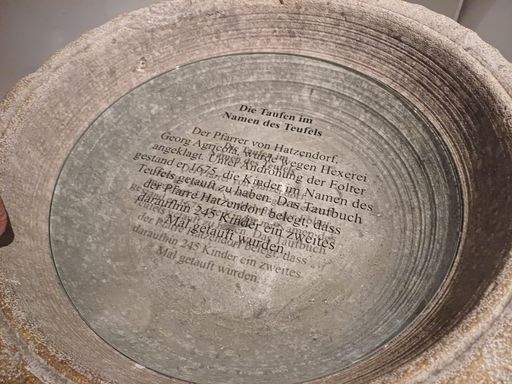 Die Taufen im
Namen des Teufels
Der Pfarrer von Hatzendorf,
Georg Agricola, wurde wegen Hexerei
angeklagt. Unter Androhung der Folter
gestand er 1675, die Kinder im Namen des
Teufels getauft zu haben. Das Taufbuch
der Pfarre Hatzendorf belegt, dass
daraufhin 245 Kinder ein zweites
Mal getauft wurden.